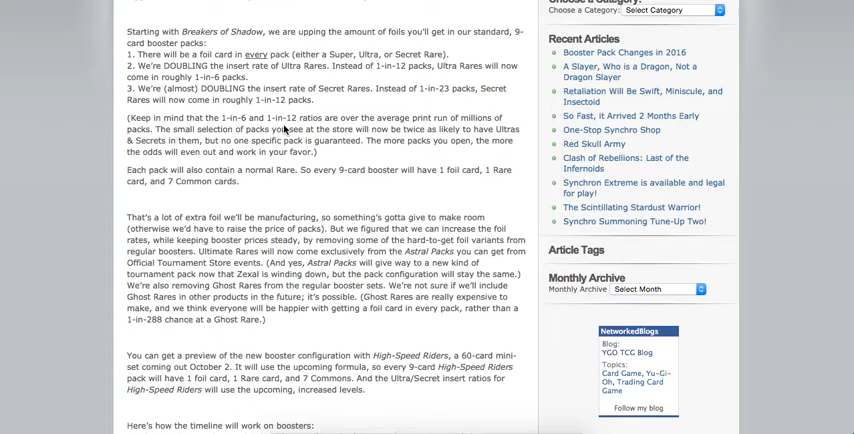 Choose a Category: Select Category
Starting with Breakers of Shadow, we are upping the amount of foils you'll get in our standard, 9-
card booster packs:
1. There will be a foil card in every pack (either a Super, Ultra, or Secret Rare).
2. We're DOUBLING the insert rate of Ultra Rares. Instead of 1-in-12 packs, Ultra Rares will now
come in roughly 1-in-6 packs.
3. We're (almost) DOUBLING the insert rate of Secret Rares. Instead of 1-in-23 packs, Secret
Rares will now come in roughly 1-in-12 packs.
(Keep in mind that the 1-in-6 and 1-in-12 ratios are over the average print run of millions of
packs. The small selection of packs you see at the store will now be twice as likely to have Ultras
& Secrets in them, but no one specific pack is guaranteed. The more packs you open, the more
the odds will even out and work in your favor.)
Each pack will also contain a normal Rare. So every 9-card booster will have 1 foil card, 1 Rare
card, and 7 Common cards.
That's a lot of extra foil we'll be manufacturing, so something's gotta give to make room
(otherwise we'd have to raise the price of packs). But we figured that we can increase the foil
rates, while keeping booster prices steady, by removing some of the hard-to-get foil variants from
regular boosters. Ultimate Rares will now come exclusively from the Astral Packs you can get from
Official Tournament Store events. (And yes, Astral Packs will give way to a new kind of
tournament pack now that Zexal is winding down, but the pack configuration will stay the same.)
We're also removing Ghost Rares from the regular booster sets. We're not sure if we'll include
Ghost Rares in other products in the future; it's possible. (Ghost Rares are really expensive to
make, and we think everyone will be happier with getting a foil card in every pack, rather than a
1-in-288 chance at a Ghost Rare.)
You can get a preview of the new booster configuration with High-Speed Riders, a 60-card mini-
set coming out October 2. It will use the upcoming formula, so every 9-card High-Speed Riders
pack will have 1 foil card, 1 Rare card, and 7 Commons. And the Ultra/Secret insert ratios for
High-Speed Riders will use the upcoming, increased levels.
Here's how the timeline will work on boosters:
Recent Articles
Booster Pack Changes in 2016
A Slayer, Who is a Dragon, Not a
Dragon Slayer
Retaliation Will Be Swift, Miniscule, and
Insectoid
So Fast, it Arrived 2 Months Early
One-Stop Synchro Shop
Red Skull Army
Clash of Rebellions: Last of the
Infernoids
Synchron Extreme is available and legal
for play!
The Scintillating Stardust Warrior!
Synchro Summoning Tune-Up Two!
Article Tags
Monthly Archive
Monthly Archive Select Month
NetworkedBlogs
Blog:
YGO TCG Blog
Topics:
Card Game, Yu-Gi-
Oh, Trading Card
Game
Follow my blog